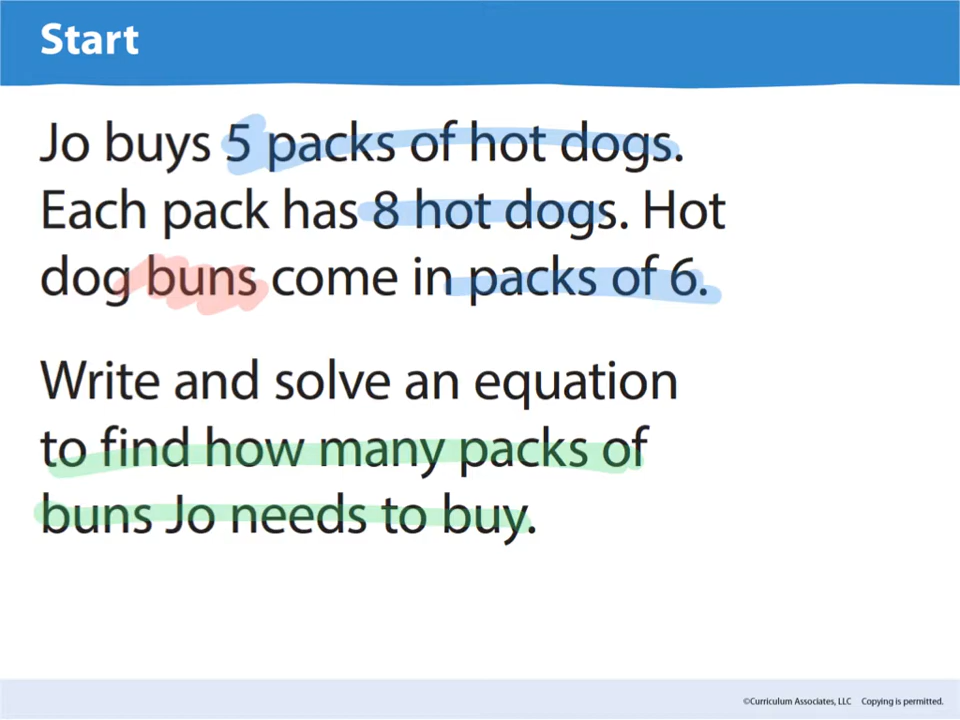 Start
Jo buys 5 packs of hot dogs.
Each pack has 8 hot dogs. Hot
dog buns come in packs of 6.
Write and solve an equation
to find how many packs of
buns Jo needs to buy.
©Curriculum Associates, LLC Copying is permitted.